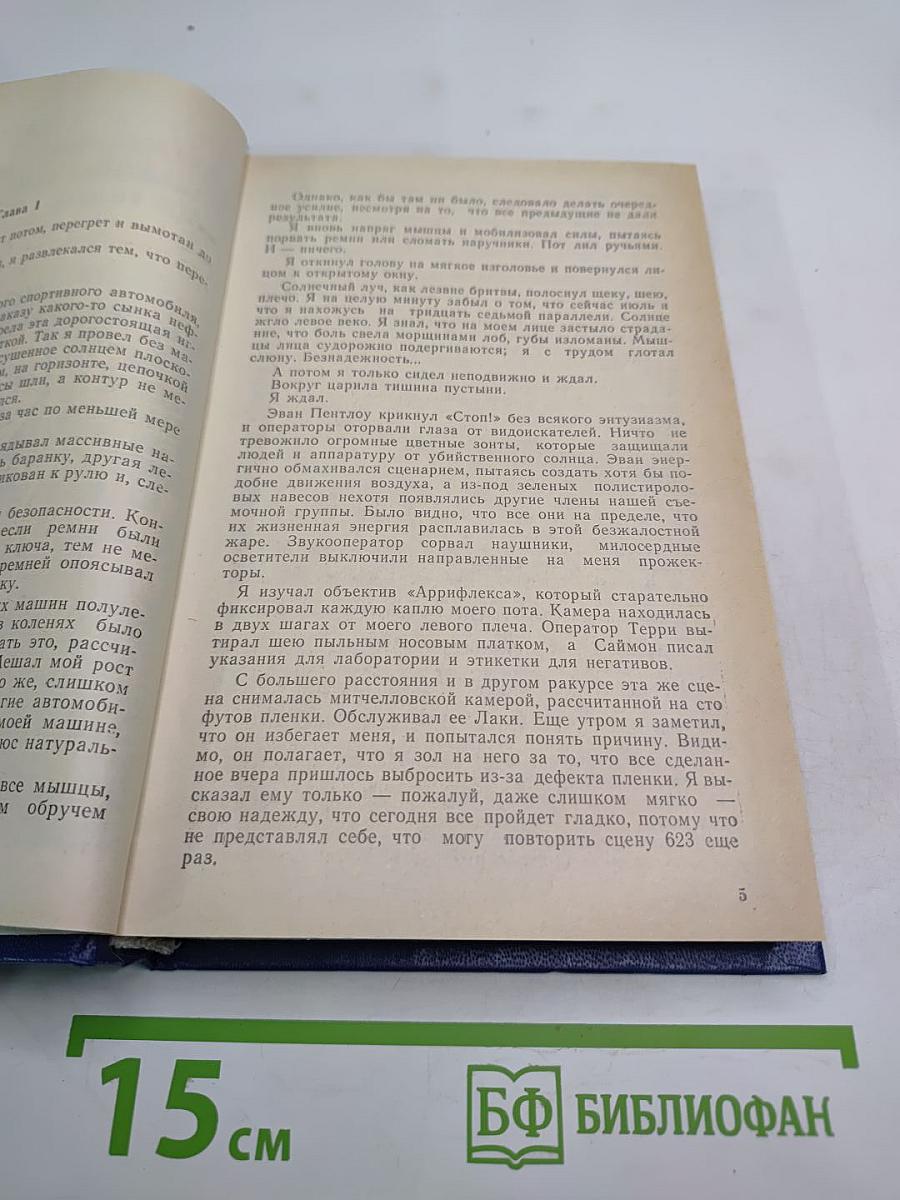 Глава I
т потом, перегрет и вымотан до
, я развлекался тем, что пере-
ого спортивного автомобиля,
аказу какого-то сынка неф-
рела эта дорогостоящая иг-
ткой. Так я провел без ма-
сушенное солнцем плоско-
м, на горизонте, цепочкой
сы шли, а контур не ме-
лся.
за час по меньшей мере
ядывал массивные на-
ь баранку, другая ле-
икован к рулю и, сле-
безопасности. Кон-
если ремни были
ключа, тем не ме-
ремней опоясывал
ку.
х машин полуле-
в коленях было
ать это, рассчи-
Мешал мой рост
о же, слишком
гие автомоби-
моей машине,
юс натураль-
все мышцы,
м обручем
Однако, как бы там ни было, следовало делать очеред-
ное усилие, несмотря на то, что все предыдущие не дали
результата.
Я вновь напряг мышцы и мобилизовал силы, пытаясь
порвать ремни или сломать наручники. Пот лил ручьями.
И — ничего.
Я откинул голову на мягкое изголовье и повернулся ли-
цом к открытому окну.
Солнечный луч, как лезвие бритвы, полоснул щеку, шею,
плечо. Я на целую минуту забыл о том, что сейчас июль и
что я нахожусь на тридцать седьмой параллели. Солнце
жгло левое веко. Я знал, что на моем лице застыло страда-
ние, что боль свела морщинами лоб, губы изломаны. Мыш-
цы лица судорожно подергиваются; я с трудом глотал
слюну. Безнадежность...
А потом я только сидел неподвижно и ждал.
Вокруг царила тишина пустыни.
Я ждал.
Эван Пентлоу крикнул «Стоп!» без всякого энтузиазма,
и операторы оторвали глаза от видоискателей. Ничто не
тревожило огромные цветные зонты, которые защищали
людей и аппаратуру от убийственного солнца. Эван энер-
гично обмахивался сценарием, пытаясь создать хотя бы по-
добие движения воздуха, а из-под зеленых полистироло-
вых навесов нехотя появлялись другие члены нашей съе-
мочной группы. Было видно, что все они на пределе, что
их жизненная энергия расплавилась в этой безжалостной
жаре. Звукооператор сорвал наушники, милосердные
осветители выключили направленные на меня прожек-
торы.
Я изучал объектив «Аррифлекса», который старательно
фиксировал каждую каплю моего пота. Камера находилась
в двух шагах от моего левого плеча. Оператор Терри вы-
тирал шею пыльным носовым платком, а Саймон писал
указания для лаборатории и этикетки для негативов.
С большего расстояния и в другом ракурсе эта же сце-
на снималась митчелловской камерой, рассчитанной на сто
футов пленки. Обслуживал ее Лаки. Еще утром я заметил,
что он избегает меня, и попытался понять причину. Види-
мо, он полагает, что я зол на него за то, что все сделан-
ное вчера пришлось выбросить из-за дефекта пленки. Я вы-
сказал ему только — пожалуй, даже слишком мягко —
свою надежду, что сегодня все пройдет гладко, потому что
не представлял себе, что могу повторить сцену 623 еще
раз.
5
15 см
БФ БИБЛИОФАН